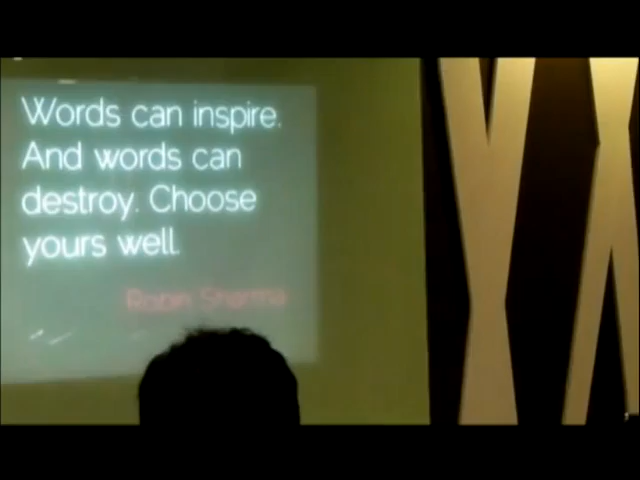 Words can inspire.
And words can
destroy. Choose
yours well.
Robin Sharma